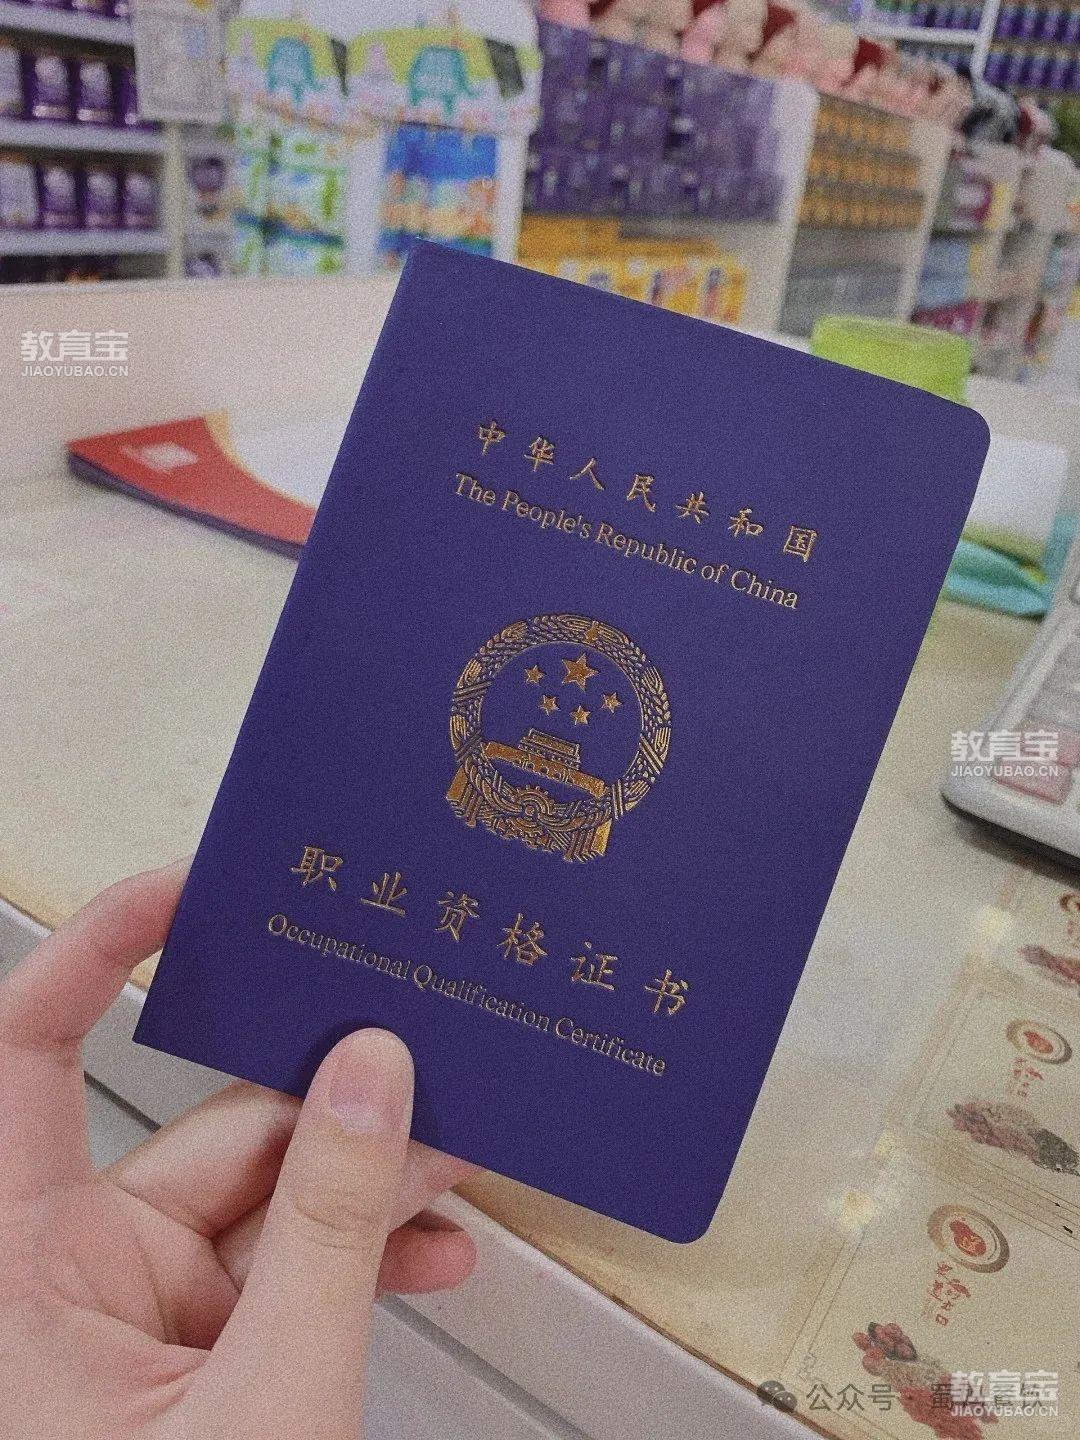 教育宝
JIAOYUBAO.CN
中华人民共和国
The People's Republic of China
教育宝
JIAOYUBAO.CN
职业资格证书
Occupational Qualification Certificate
教育宝
JIAOYUBAO.CN
公众号 · 蜀